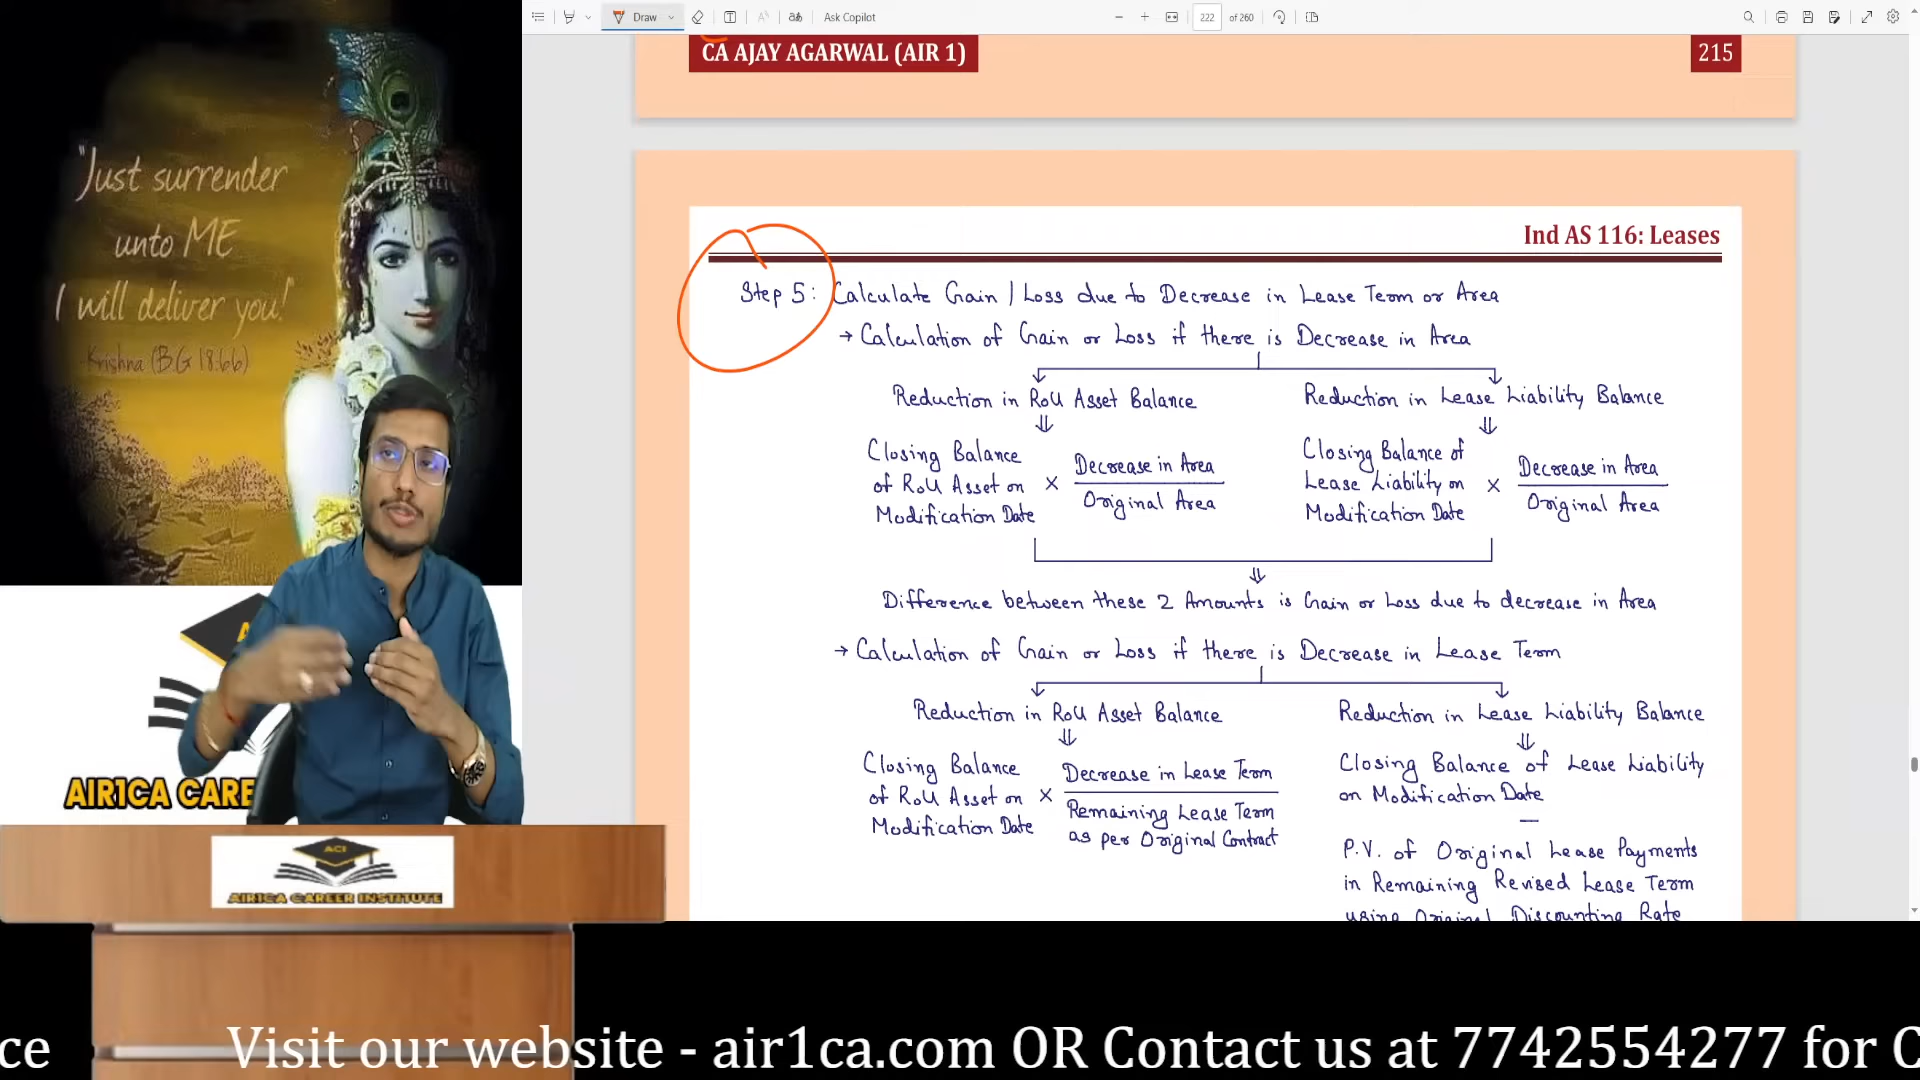 Draw
Ask Copilot
222 of 260
CA AJAY AGARWAL (AIR 1)
215
"Just surrender
unto ME
I will deliver you!"
Krishna (B.G 18:66)
Ind AS 116: Leases
Step 5: Calculate Gain / Loss due to Decrease in Lease Term or Area
→ Calculation of Gain or Loss if there is Decrease in Area
Reduction in RoU Asset Balance
Reduction in Lease Liability Balance
Closing Balance
of RoU Asset on
Modification Date
×
Decrease in Area
Original Area
Closing Balance of
Lease Liability on
Modification Date
×
Decrease in Area
Original Area
Difference between these 2 Amounts is Gain or Loss due to decrease in Area
→ Calculation of Gain or Loss if there is Decrease in Lease Term
Reduction in RoU Asset Balance
Reduction in Lease Liability Balance
Closing Balance
of RoU Asset on
Modification Date
×
Decrease in Lease Term
Remaining Lease Term
as per Original Contract
Closing Balance of Lease Liability
on Modification Date
—
P.V. of Original Lease Payments
in Remaining Revised Lease Term
using Original Discounting Rate
AIR1CA CARE
ACI
AIR1CA CAREER INSTITUTE
ce Visit our website - air1ca.com OR Contact us at 7742554277 for C